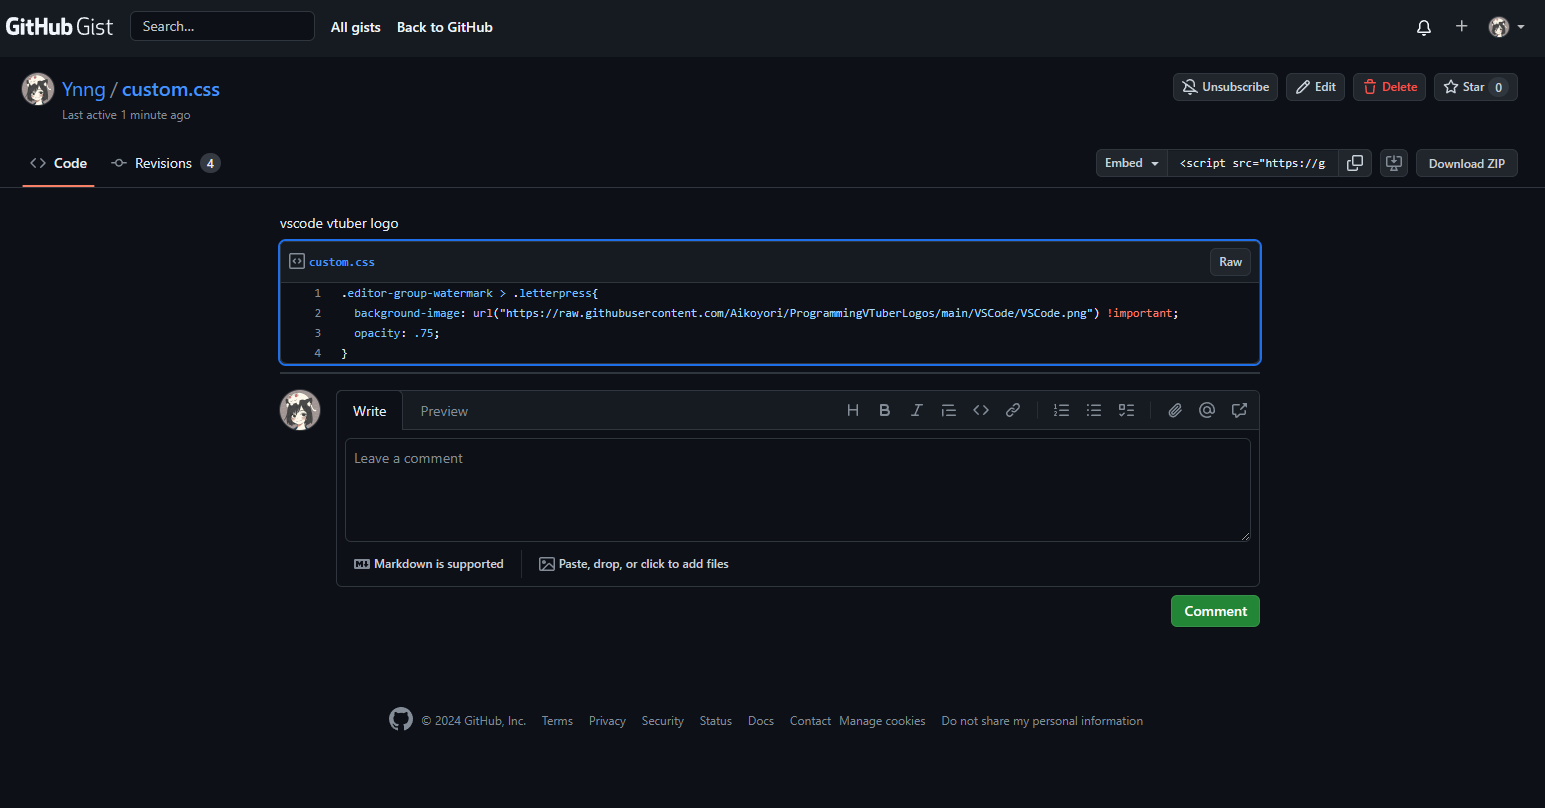 GitHub Gist Search... All gists Back to GitHub
Ynng / custom.css
Unsubscribe Edit Delete Star 0
Last active 1 minute ago
Code Revisions 4
Embed <script src="https://g Download ZIP
vscode vtuber logo
custom.css Raw
1 .editor-group-watermark > .letterpress{
2 background-image: url("https://raw.githubusercontent.com/Aikoyori/ProgrammingVTuberLogos/main/VSCode/VSCode.png") !important;
3 opacity: .75;
4 }
Write Preview
Leave a comment
Markdown is supported Paste, drop, or click to add files
Comment
© 2024 GitHub, Inc. Terms Privacy Security Status Docs Contact Manage cookies Do not share my personal information